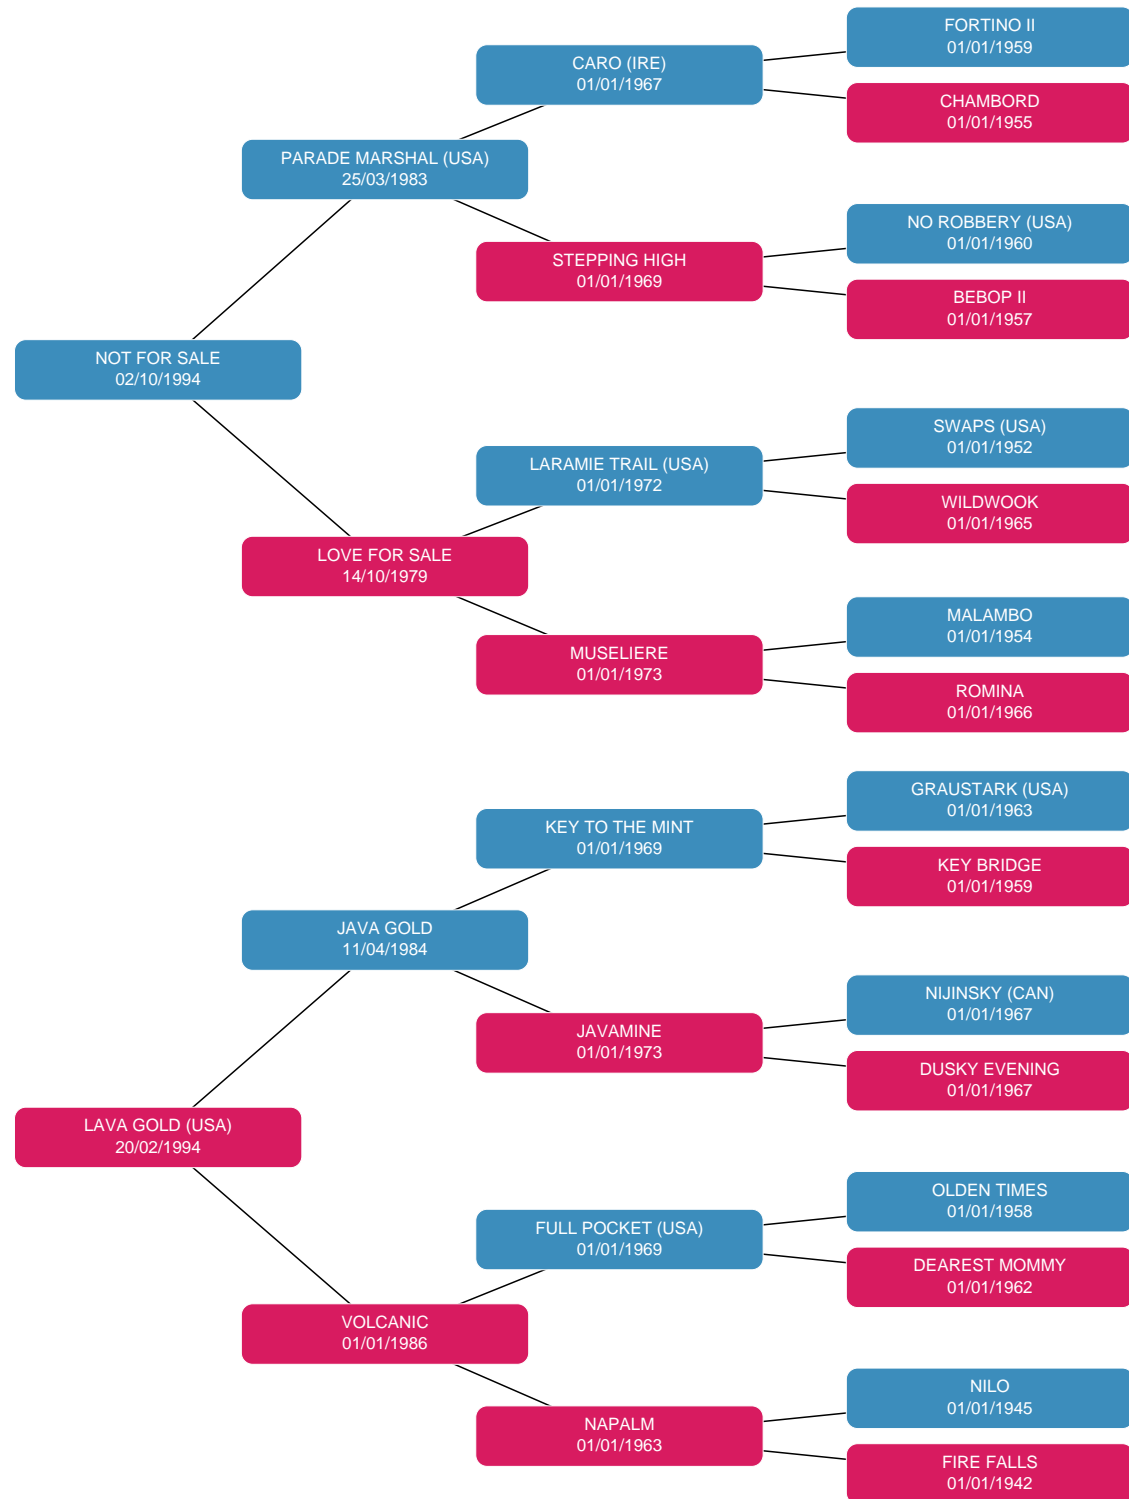 FORTINO II
01/01/1959
CARO (IRE)
01/01/1967
CHAMBORD
01/01/1955
PARADE MARSHAL (USA)
25/03/1983
NO ROBBERY (USA)
01/01/1960
STEPPING HIGH
01/01/1969
BEBOP II
01/01/1957
NOT FOR SALE
02/10/1994
SWAPS (USA)
01/01/1952
LARAMIE TRAIL (USA)
01/01/1972
WILDWOOK
01/01/1965
LOVE FOR SALE
14/10/1979
MALAMBO
01/01/1954
MUSELIERE
01/01/1973
ROMINA
01/01/1966
GRAUSTARK (USA)
01/01/1963
KEY TO THE MINT
01/01/1969
KEY BRIDGE
01/01/1959
JAVA GOLD
11/04/1984
NIJINSKY (CAN)
01/01/1967
JAVAMINE
01/01/1973
DUSKY EVENING
01/01/1967
LAVA GOLD (USA)
20/02/1994
OLDEN TIMES
01/01/1958
FULL POCKET (USA)
01/01/1969
DEAREST MOMMY
01/01/1962
VOLCANIC
01/01/1986
NILO
01/01/1945
NAPALM
01/01/1963
FIRE FALLS
01/01/1942